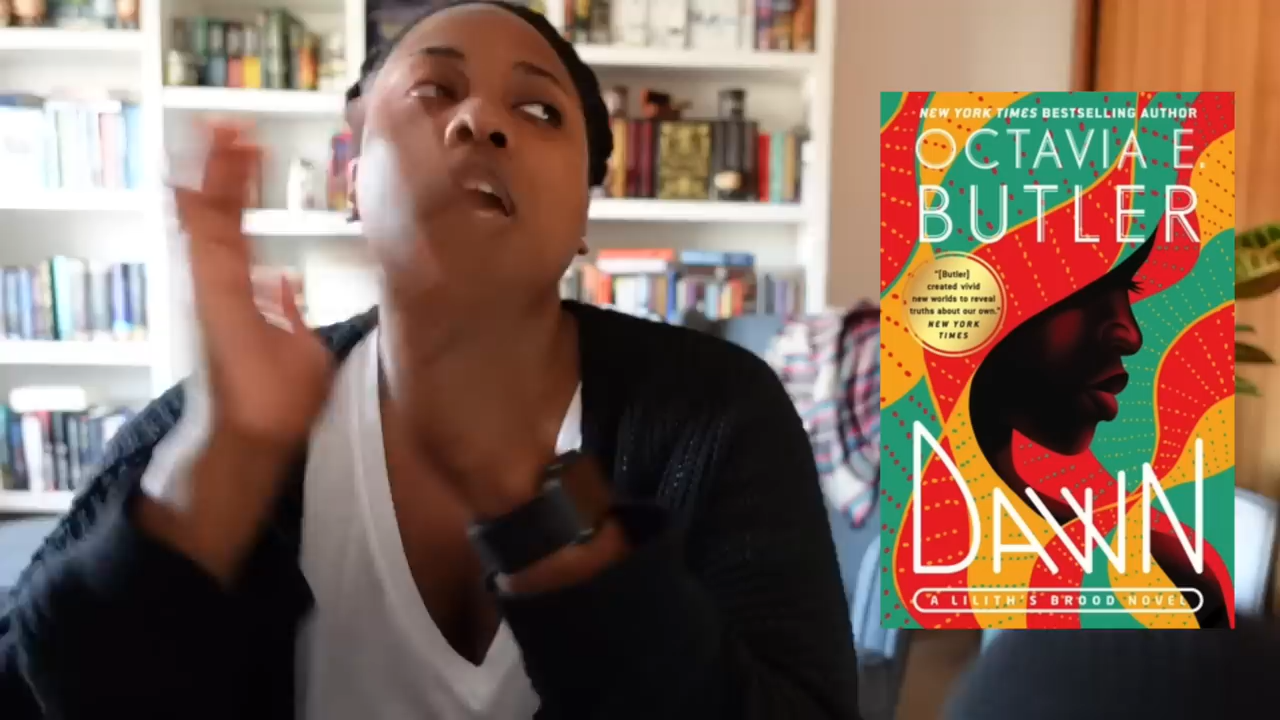 NEW YORK TIMES BESTSELLING AUTHOR
OCTAVIA E.
BUTLER
"[Butler]
created vivid
new worlds to reveal
truths about our own."
NEW YORK
TIMES
DAWN
A LILITH'S BROOD NOVEL